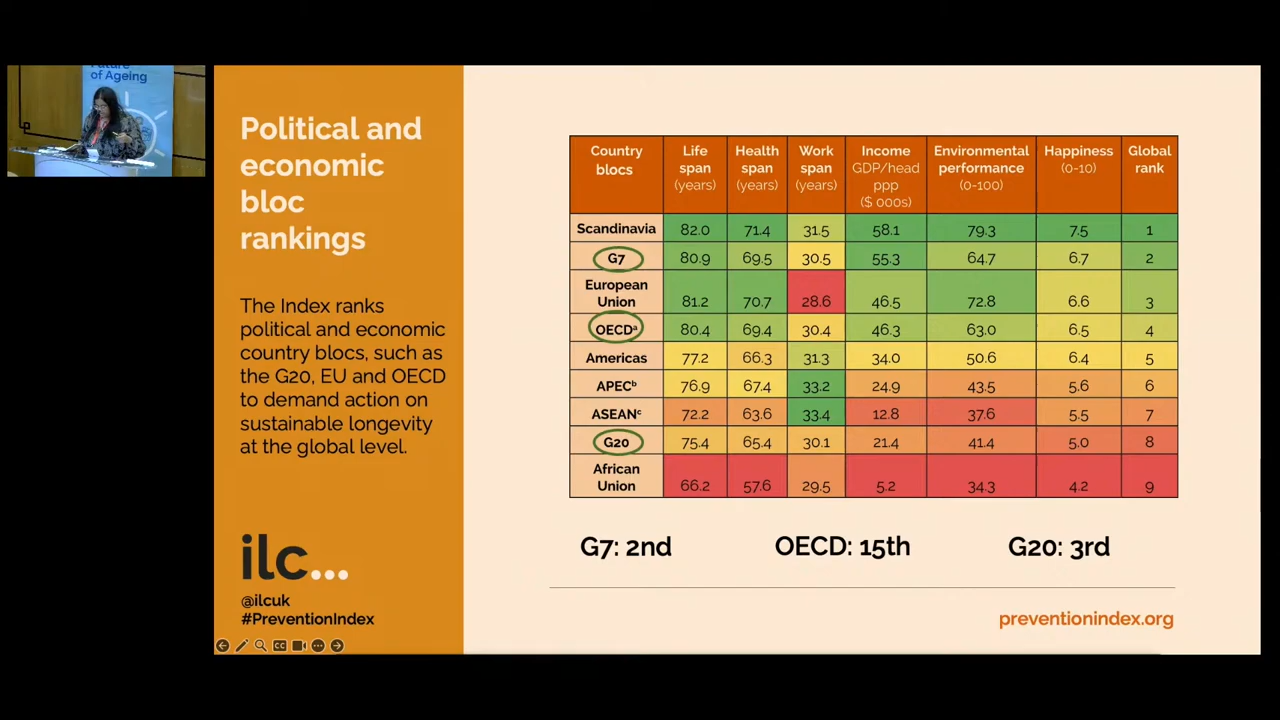 Future
of Ageing
Political and
economic
bloc
rankings
The Index ranks
political and economic
country blocs, such as
the G20, EU and OECD
to demand action on
sustainable longevity
at the global level.
ilc...
@ilcuk
#PreventionIndex
Country blocs Life span (years) Health span (years) Work span (years) Income GDP/head ppp ($ 000s) Environmental performance (0-100) Happiness (0-10) Global rank
Scandinavia 82.0 71.4 31.5 58.1 79.3 7.5 1
G7 80.9 69.5 30.5 55.3 64.7 6.7 2
European Union 81.2 70.7 28.6 46.5 72.8 6.6 3
OECDᵃ 80.4 69.4 30.4 46.3 63.0 6.5 4
Americas 77.2 66.3 31.3 34.0 50.6 6.4 5
APECᵇ 76.9 67.4 33.2 24.9 43.5 5.6 6
ASEANᶜ 72.2 63.6 33.4 12.8 37.6 5.5 7
G20 75.4 65.4 30.1 21.4 41.4 5.0 8
African Union 66.2 57.6 29.5 5.2 34.3 4.2 9
G7: 2nd OECD: 15th G20: 3rd
preventionindex.org